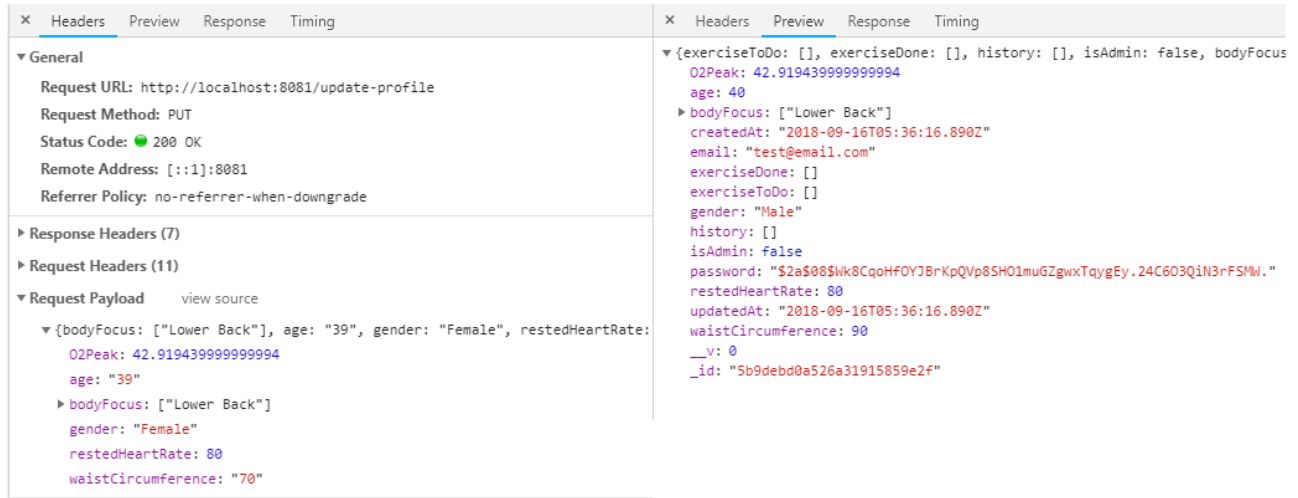 × Headers Preview Response Timing
▼ General
Request URL: http://localhost:8081/update-profile
Request Method: PUT
Status Code: 200 OK
Remote Address: [::1]:8081
Referrer Policy: no-referrer-when-downgrade
▶ Response Headers (7)
▶ Request Headers (11)
▼ Request Payload view source
▼ {bodyFocus: ["Lower Back"], age: "39", gender: "Female", restedHeartRate:
O2Peak: 42.919439999999994
age: "39"
▶ bodyFocus: ["Lower Back"]
gender: "Female"
restedHeartRate: 80
waistCircumference: "70"
× Headers Preview Response Timing
▼ {exerciseToDo: [], exerciseDone: [], history: [], isAdmin: false, bodyFocus
O2Peak: 42.919439999999994
age: 40
▶ bodyFocus: ["Lower Back"]
createdAt: "2018-09-16T05:36:16.890Z"
email: "test@email.com"
exerciseDone: []
exerciseToDo: []
gender: "Male"
history: []
isAdmin: false
password: "$2a$08$Wk8CqoHfOYJBrKpQVp8SHO1muGZgwxTqygEy.24C6O3QiN3rFSMW."
restedHeartRate: 80
updatedAt: "2018-09-16T05:36:16.890Z"
waistCircumference: 90
__v: 0
_id: "5b9debd0a526a31915859e2f"